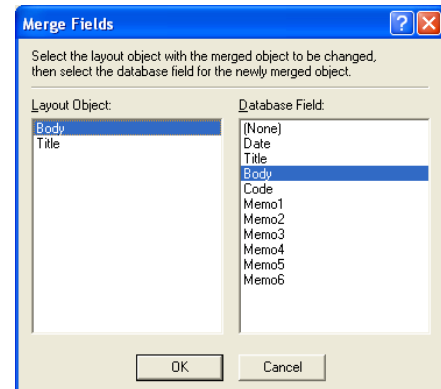 Merge Fields
Select the layout object with the merged object to be changed,
then select the database field for the newly merged object.
Layout Object:
Database Field:
Body
Title
(None)
Date
Title
Body
Code
Memo1
Memo2
Memo3
Memo4
Memo5
Memo6
OK
Cancel